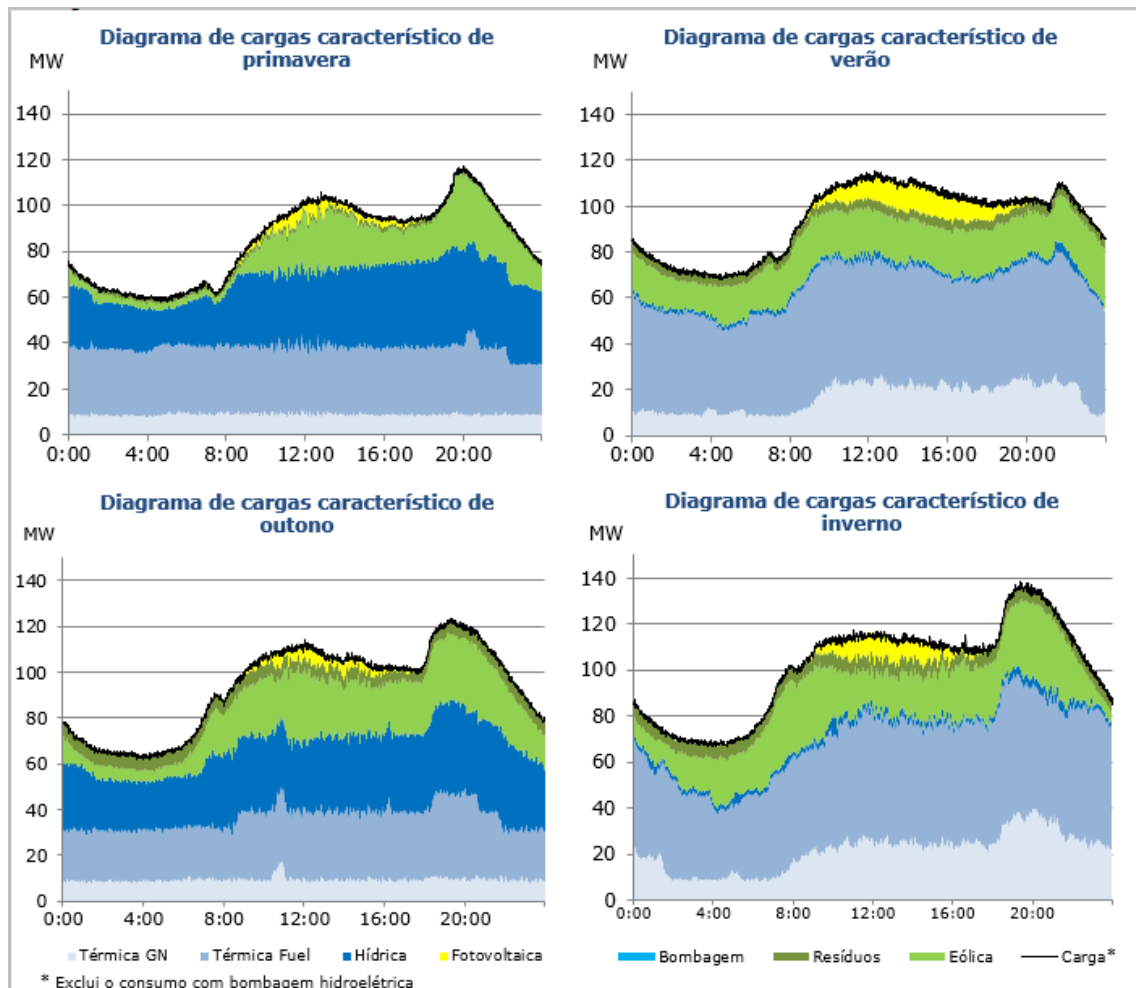 Diagrama de cargas característico de
primavera
MW
140
120
100
80
60
40
20
0
0:00 4:00 8:00 12:00 16:00 20:00
Diagrama de cargas característico de
verão
MW
140
120
100
80
60
40
20
0
0:00 4:00 8:00 12:00 16:00 20:00
Diagrama de cargas característico de
outono
MW
140
120
100
80
60
40
20
0
0:00 4:00 8:00 12:00 16:00 20:00
Diagrama de cargas característico de
inverno
MW
140
120
100
80
60
40
20
0
0:00 4:00 8:00 12:00 16:00 20:00
Térmica GN Térmica Fuel Hídrica Fotovoltaica
Bombagem Resíduos Eólica Carga*
* Exclui o consumo com bombagem hidroelétrica